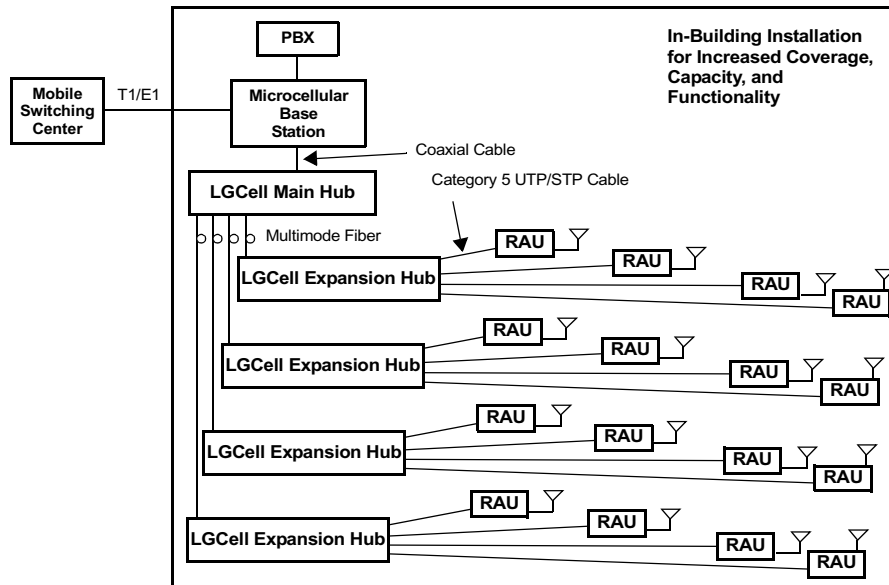 In-Building Installation
for Increased Coverage,
Capacity, and
Functionality
PBX
Mobile
Switching
Center
T1/E1
Microcellular
Base
Station
Coaxial Cable
LGCell Main Hub
Category 5 UTP/STP Cable
Multimode Fiber
LGCell Expansion Hub
RAU
RAU
RAU
RAU
LGCell Expansion Hub
RAU
RAU
RAU
RAU
LGCell Expansion Hub
RAU
RAU
RAU
RAU
LGCell Expansion Hub
RAU
RAU
RAU
RAU